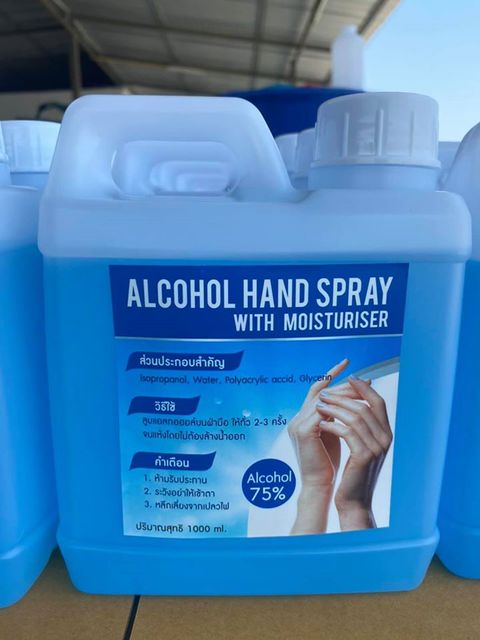 ALCOHOL HAND SPRAY
WITH MOISTURISER
ส่วนประกอบสำคัญ
Isopropanal, Water, Polyacrylic accid, Glycerin
วิธีใช้
ลูบแอลกอฮอล์บนฝ่ามือ ให้ทั่ว 2-3 ครั้ง
จนแห้งโดยไม่ต้องล้างน้ำออก
คำเตือน
1. ห้ามรับประทาน
2. ระวังอย่าให้เข้าตา
3. หลีกเลี่ยงจากเปลวไฟ
Alcohol
75%
ปริมาณสุทธิ 1000 ml.